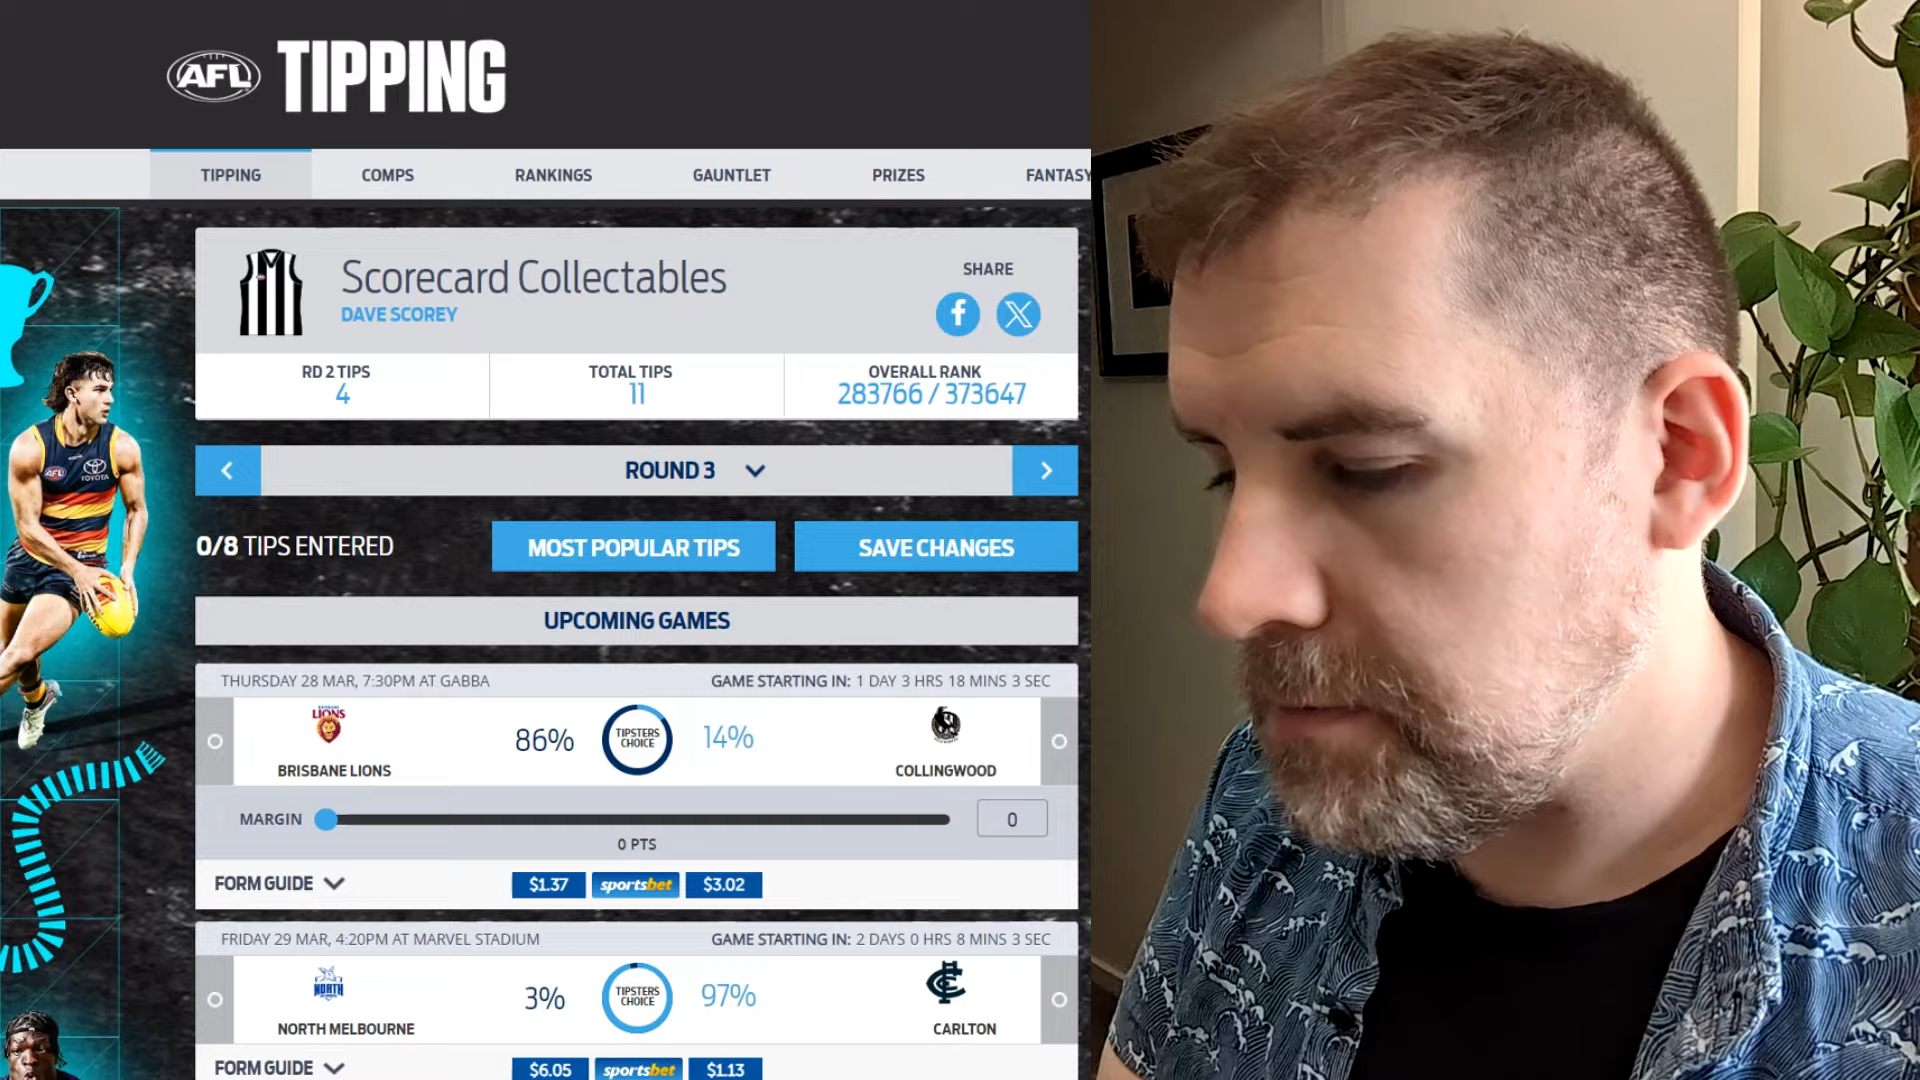 AFL TIPPING
TIPPING COMPS RANKINGS GAUNTLET PRIZES FANTASY
Scorecard Collectables
DAVE SCOREY
SHARE
RD 2 TIPS
4
TOTAL TIPS
11
OVERALL RANK
283766 / 373647
ROUND 3
0/8 TIPS ENTERED
MOST POPULAR TIPS
SAVE CHANGES
UPCOMING GAMES
THURSDAY 28 MAR, 7:30PM AT GABBA
GAME STARTING IN: 1 DAY 3 HRS 18 MINS 3 SEC
LIONS
BRISBANE LIONS
86%
TIPSTERS
CHOICE
14%
COLLINGWOOD
MARGIN
0
0 PTS
FORM GUIDE
$1.37 sportsbet $3.02
FRIDAY 29 MAR, 4:20PM AT MARVEL STADIUM
GAME STARTING IN: 2 DAYS 0 HRS 8 MINS 3 SEC
NORTH
NORTH MELBOURNE
3%
TIPSTERS
CHOICE
97%
CFC
CARLTON
FORM GUIDE
$6.05 sportsbet $1.13
AFL
TOYOTA